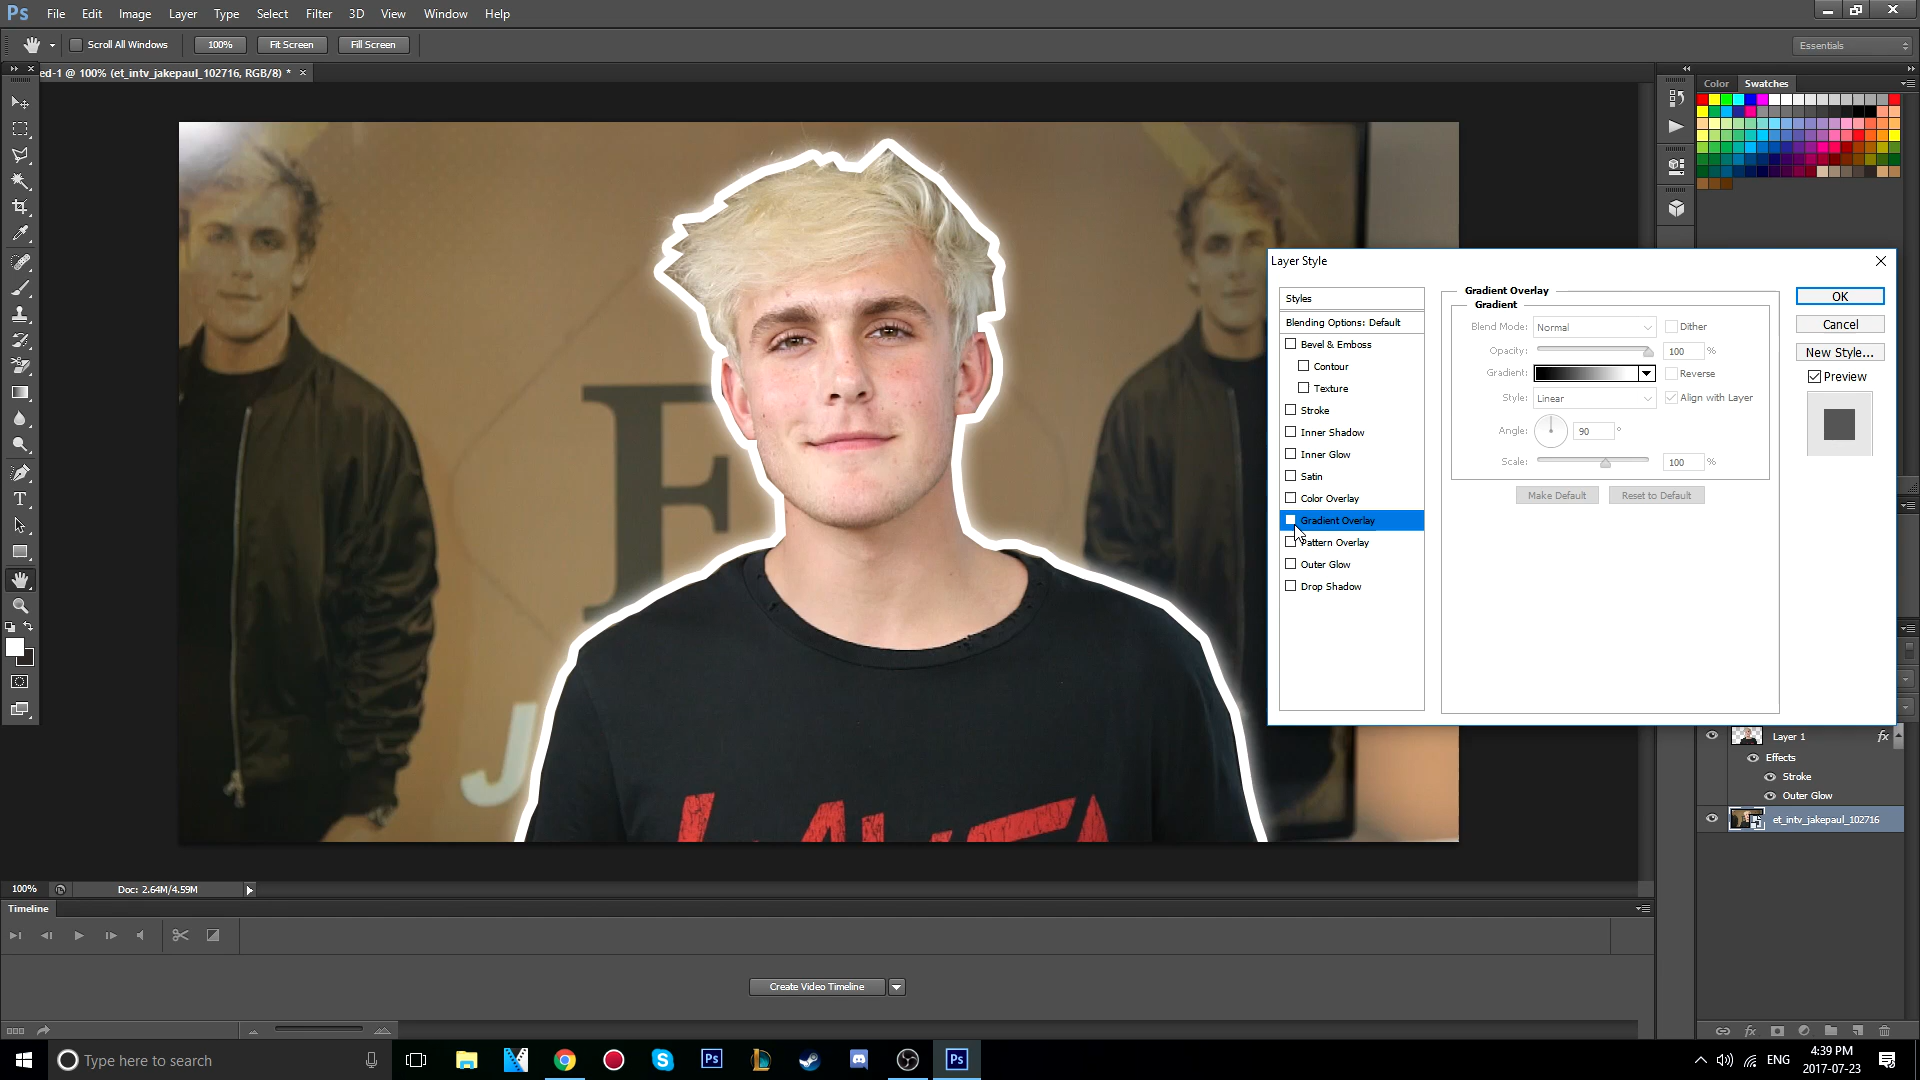 Ps File Edit Image Layer Type Select Filter 3D View Window Help
Scroll All Windows 100% Fit Screen Fill Screen Essentials
ed-1 @ 100% (et_intv_jakepaul_102716, RGB/8) * ×
Color Swatches
Layer Style
Styles
Blending Options: Default
Bevel & Emboss
Contour
Texture
Stroke
Inner Shadow
Inner Glow
Satin
Color Overlay
Gradient Overlay
Pattern Overlay
Outer Glow
Drop Shadow
Gradient Overlay
Gradient
Blend Mode: Normal Dither
Opacity: 100 %
Gradient: Reverse
Style: Linear Align with Layer
Angle: 90 °
Scale: 100 %
Make Default Reset to Default
OK
Cancel
New Style...
Preview
E
J
Layer 1 fx
Effects
Stroke
Outer Glow
et_intv_jakepaul_102716
100% Doc: 2.64M/4.59M
Timeline
Create Video Timeline
Type here to search
Ps
Ps
ENG
4:39 PM
2017-07-23